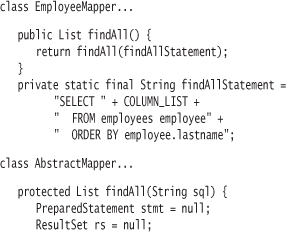 class EmployeeMapper...
public List findAll() {
return findAll(findAllStatement);
}
private static final String findAllStatement =
"SELECT " + COLUMN_LIST +
" FROM employees employee" +
" ORDER BY employee.lastname";
class AbstractMapper...
protected List findAll(String sql) {
PreparedStatement stmt = null;
ResultSet rs = null;